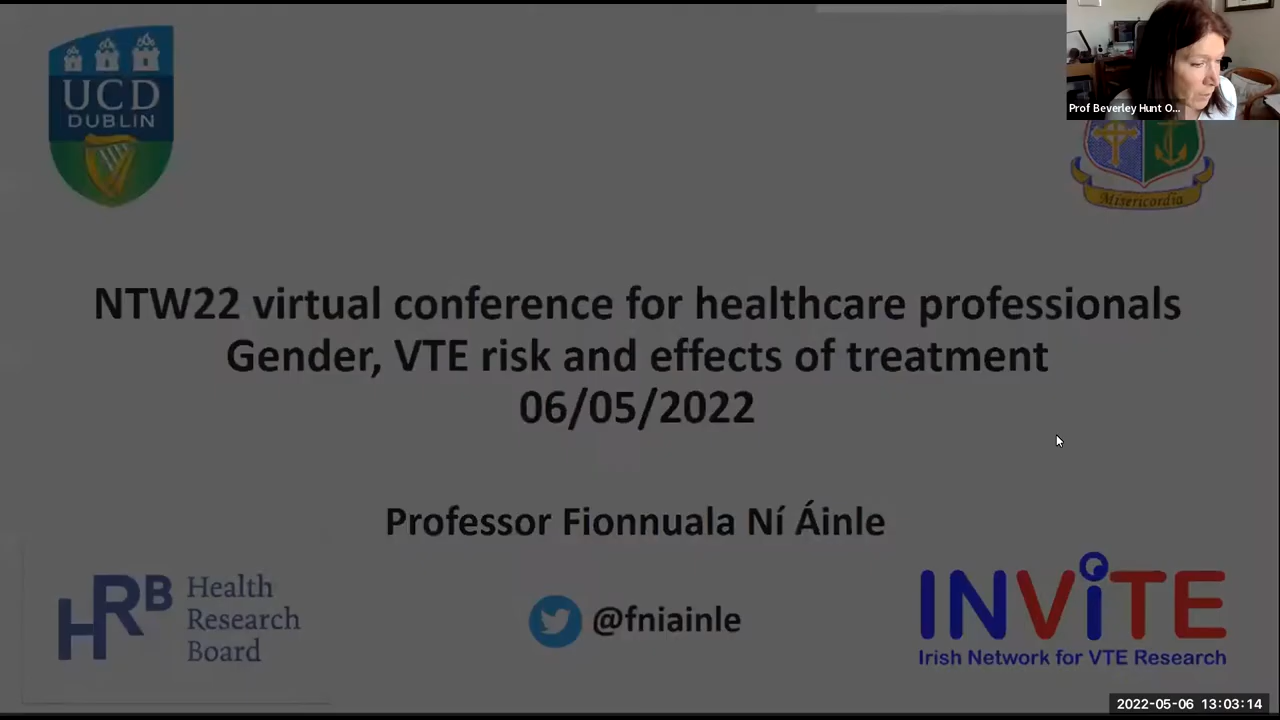 UCD
DUBLIN
Prof Beverley Hunt O...
Misericordia
NTW22 virtual conference for healthcare professionals
Gender, VTE risk and effects of treatment
06/05/2022
Professor Fionnuala Ní Áinle
HRB Health
Research
Board
@fniainle
INViTE
Irish Network for VTE Research
2022-05-06 13:03:14